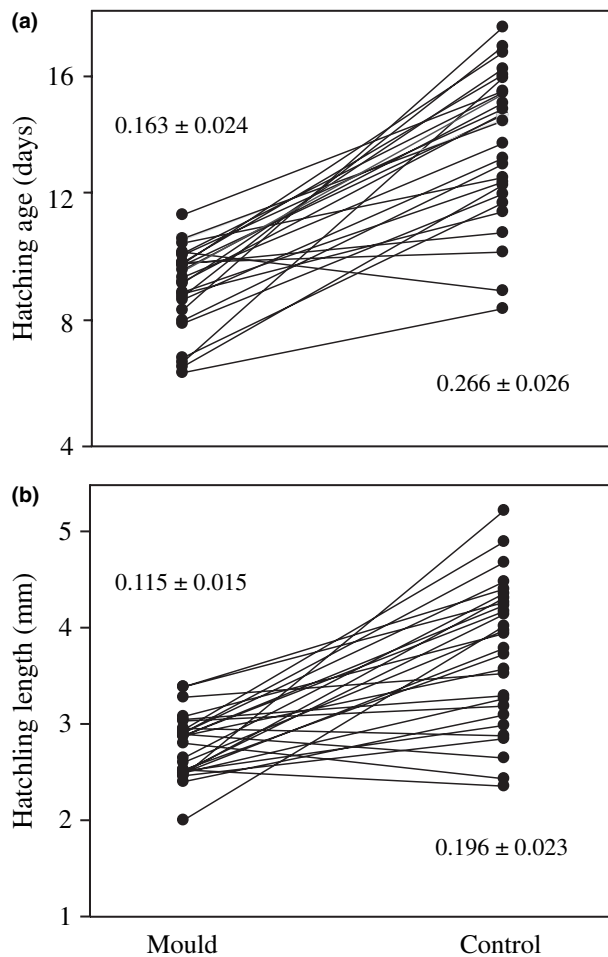 (a)
Hatching age (days)
16
12
8
4
0.163 ± 0.024
0.266 ± 0.026
(b)
Hatchling length (mm)
5
4
3
2
1
0.115 ± 0.015
0.196 ± 0.023
Mould
Control